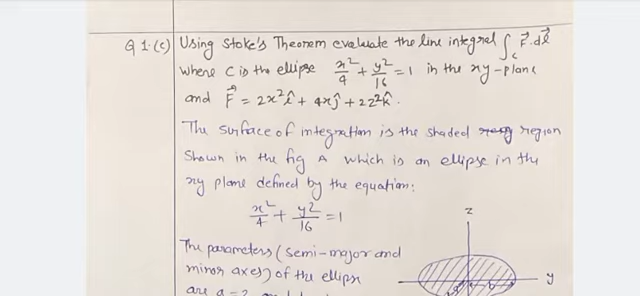 Q 1.(c) Using Stoke's Theorem evaluate the line integral ∫c F⃗.dl⃗
where C is the ellipse x²/4 + y²/16 = 1 in the xy-plane
and F⃗ = 2x²î + 4xĵ + 2z²k̂.
The surface of integration is the shaded region
shown in the fig A which is an ellipse in the
xy plane defined by the equation:
x²/4 + y²/16 = 1
z
The parameters (semi-major and
minor axes) of the ellipse
y
are a = 2